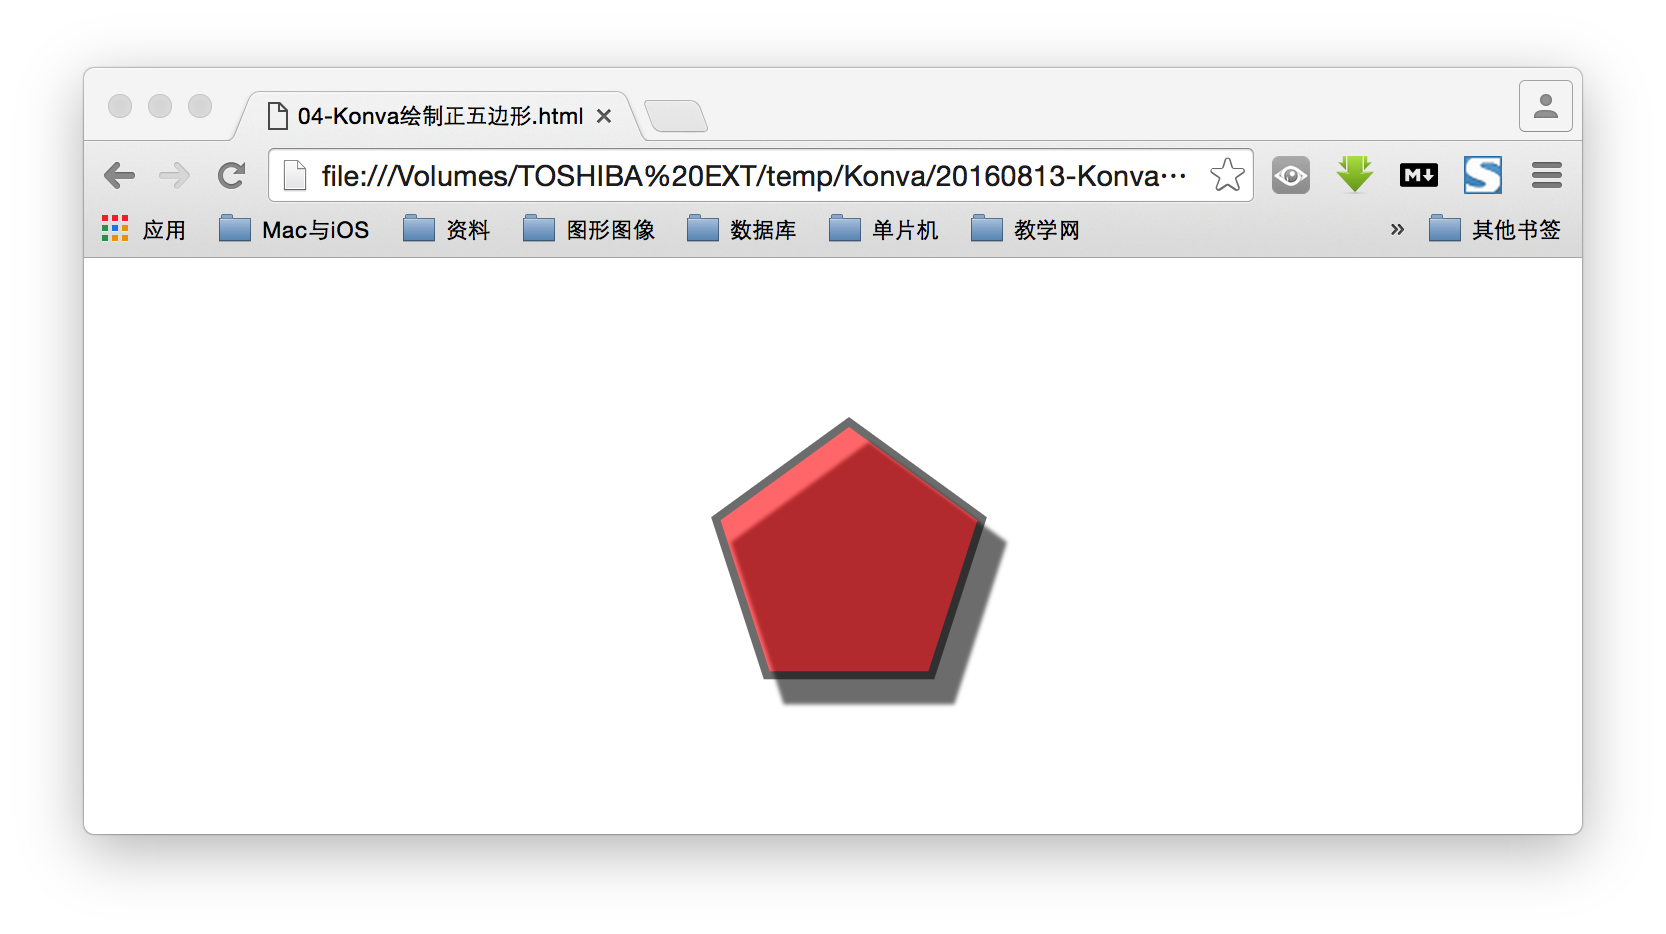 04-Konva绘制正五边形.html
file:///Volumes/TOSHIBA%20EXT/temp/Konva/20160813-Konva···
M↓ S
应用 Mac与iOS 资料 图形图像 数据库 单片机 教学网 » 其他书签